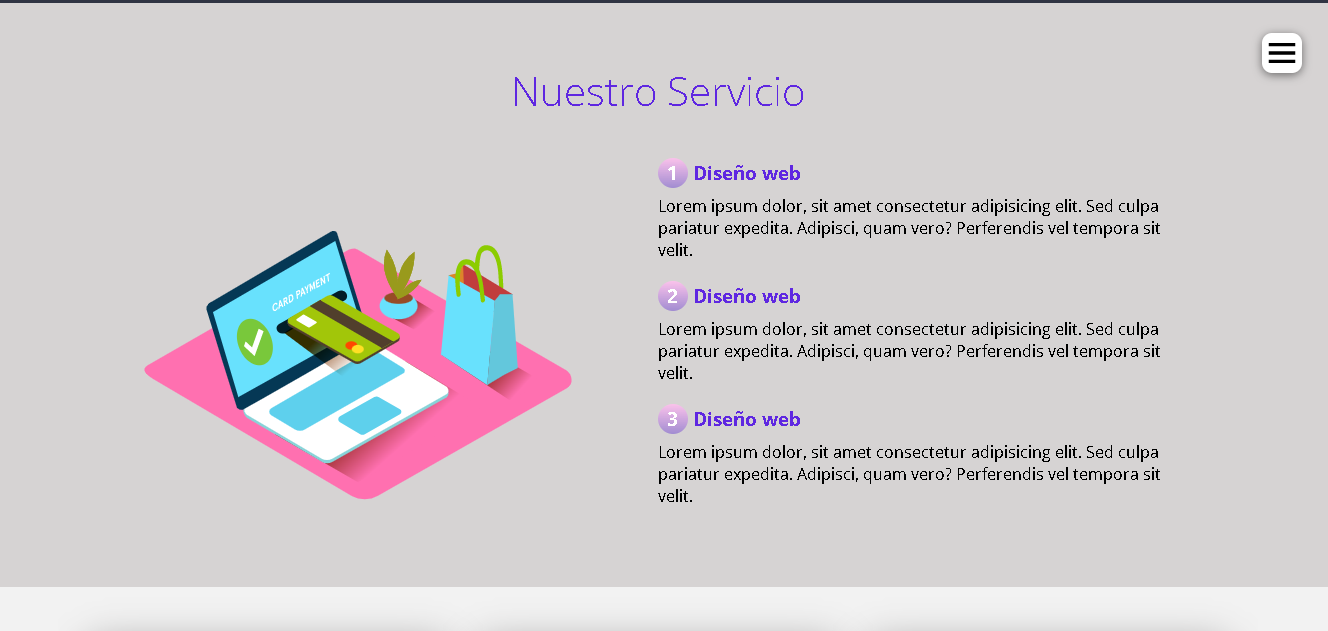 Nuestro Servicio
CARD PAYMENT
1 Diseño web
Lorem ipsum dolor, sit amet consectetur adipisicing elit. Sed culpa
pariatur expedita. Adipisci, quam vero? Perferendis vel tempora sit
velit.
2 Diseño web
Lorem ipsum dolor, sit amet consectetur adipisicing elit. Sed culpa
pariatur expedita. Adipisci, quam vero? Perferendis vel tempora sit
velit.
3 Diseño web
Lorem ipsum dolor, sit amet consectetur adipisicing elit. Sed culpa
pariatur expedita. Adipisci, quam vero? Perferendis vel tempora sit
velit.